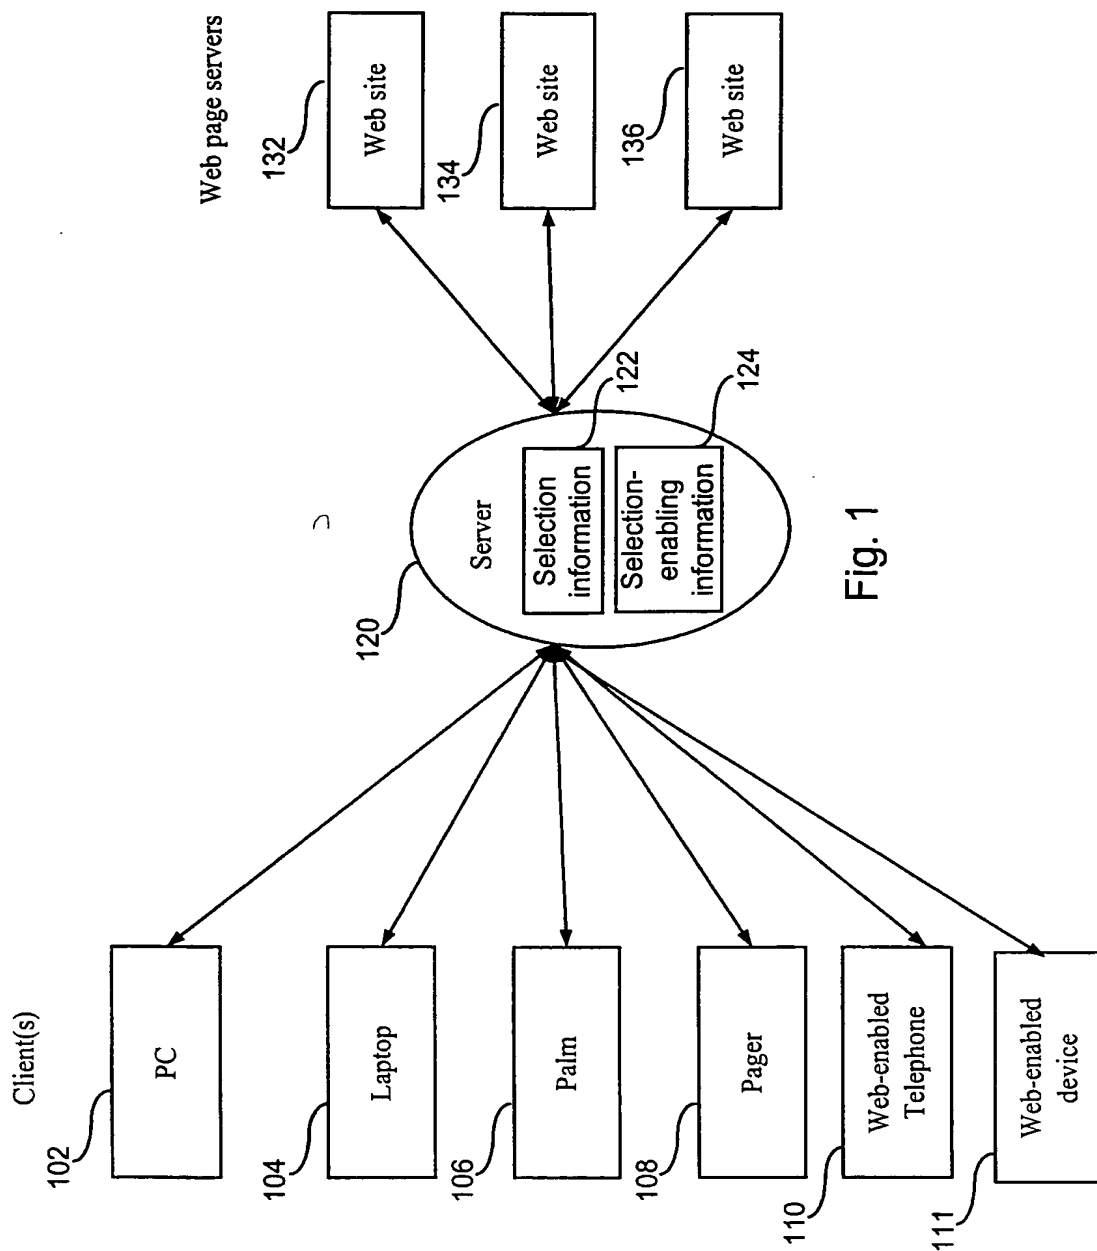 Client(s)
102
PC
104
Laptop
106
Palm
108
Pager
110
Web-enabled
Telephone
111
Web-enabled
device
120
Server
Selection
information
122
Selection-
enabling
information
124
Web page servers
132
Web site
134
Web site
136
Web site
Fig. 1